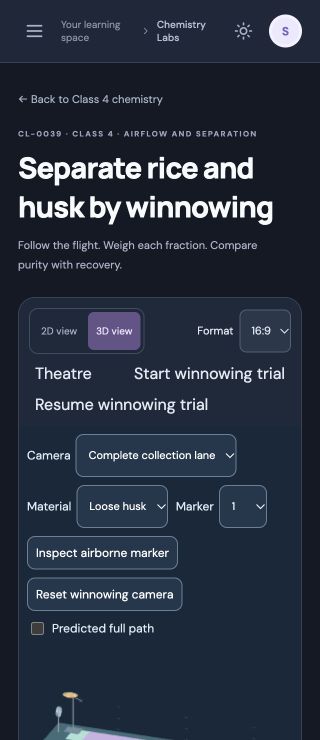 Your learning space › Chemistry Labs
S
← Back to Class 4 chemistry
CL-0039 · CLASS 4 · AIRFLOW AND SEPARATION
Separate rice and
husk by winnowing
Follow the flight. Weigh each fraction. Compare
purity with recovery.
2D view 3D view Format 16:9
Theatre Start winnowing trial
Resume winnowing trial
Camera Complete collection lane
Material Loose husk Marker 1
Inspect airborne marker
Reset winnowing camera
Predicted full path